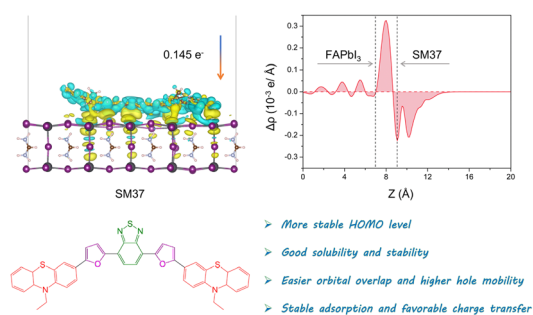 0.145 e-
SM37
Δρ (10⁻³ e/ Å)
0.3
0.2
0.1
0.0
-0.1
-0.2
-0.3
FAPbI₃
SM37
0
4
8
12
16
20
Z (Å)
N
S
N
S
O
O
S
N
N
➢ More stable HOMO level
➢ Good solubility and stability
➢ Easier orbital overlap and higher hole mobility
➢ Stable adsorption and favorable charge transfer